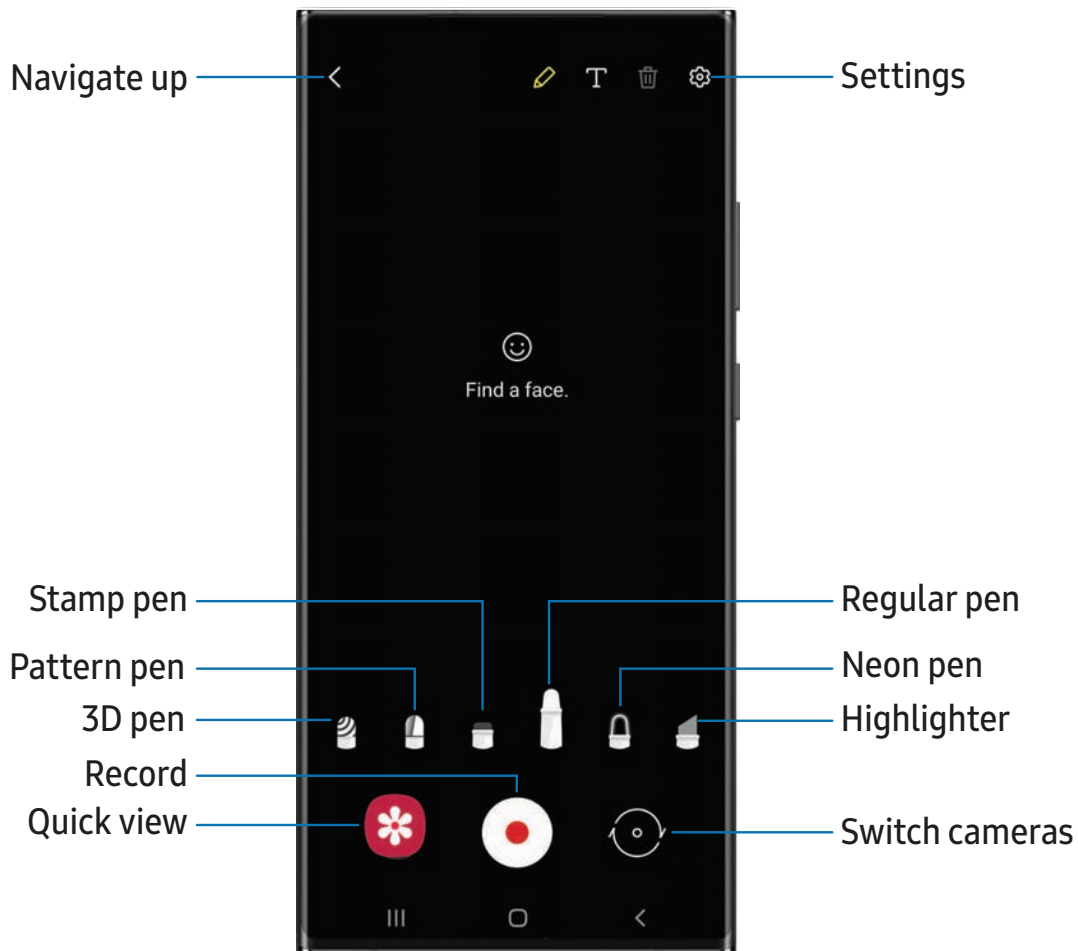 Navigate up
T
Settings
Find a face.
Stamp pen
Regular pen
Pattern pen
Neon pen
3D pen
Highlighter
Record
Quick view
Switch cameras